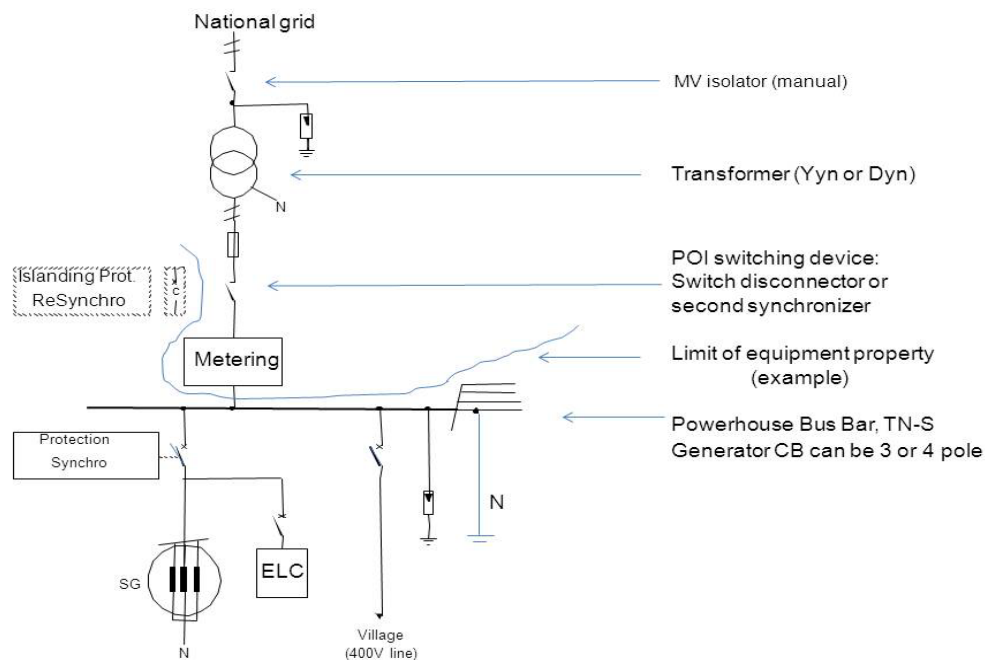 National grid
MV isolator (manual)
Transformer (Yyn or Dyn)
N
POI switching device:
Switch disconnector or
second synchronizer
Islanding Prot.
ReSynchro
C
Metering
Limit of equipment property
(example)
Powerhouse Bus Bar, TN-S
Generator CB can be 3 or 4 pole
Protection
Synchro
N
ELC
SG
N
Village
(400V line)